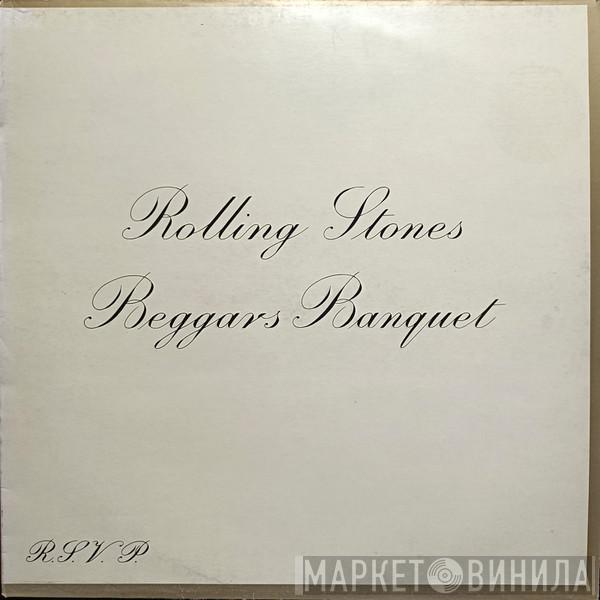 Rolling Stones
Beggars Banquet
R.S.V.P.
МАРКЕТ ВИНИЛА